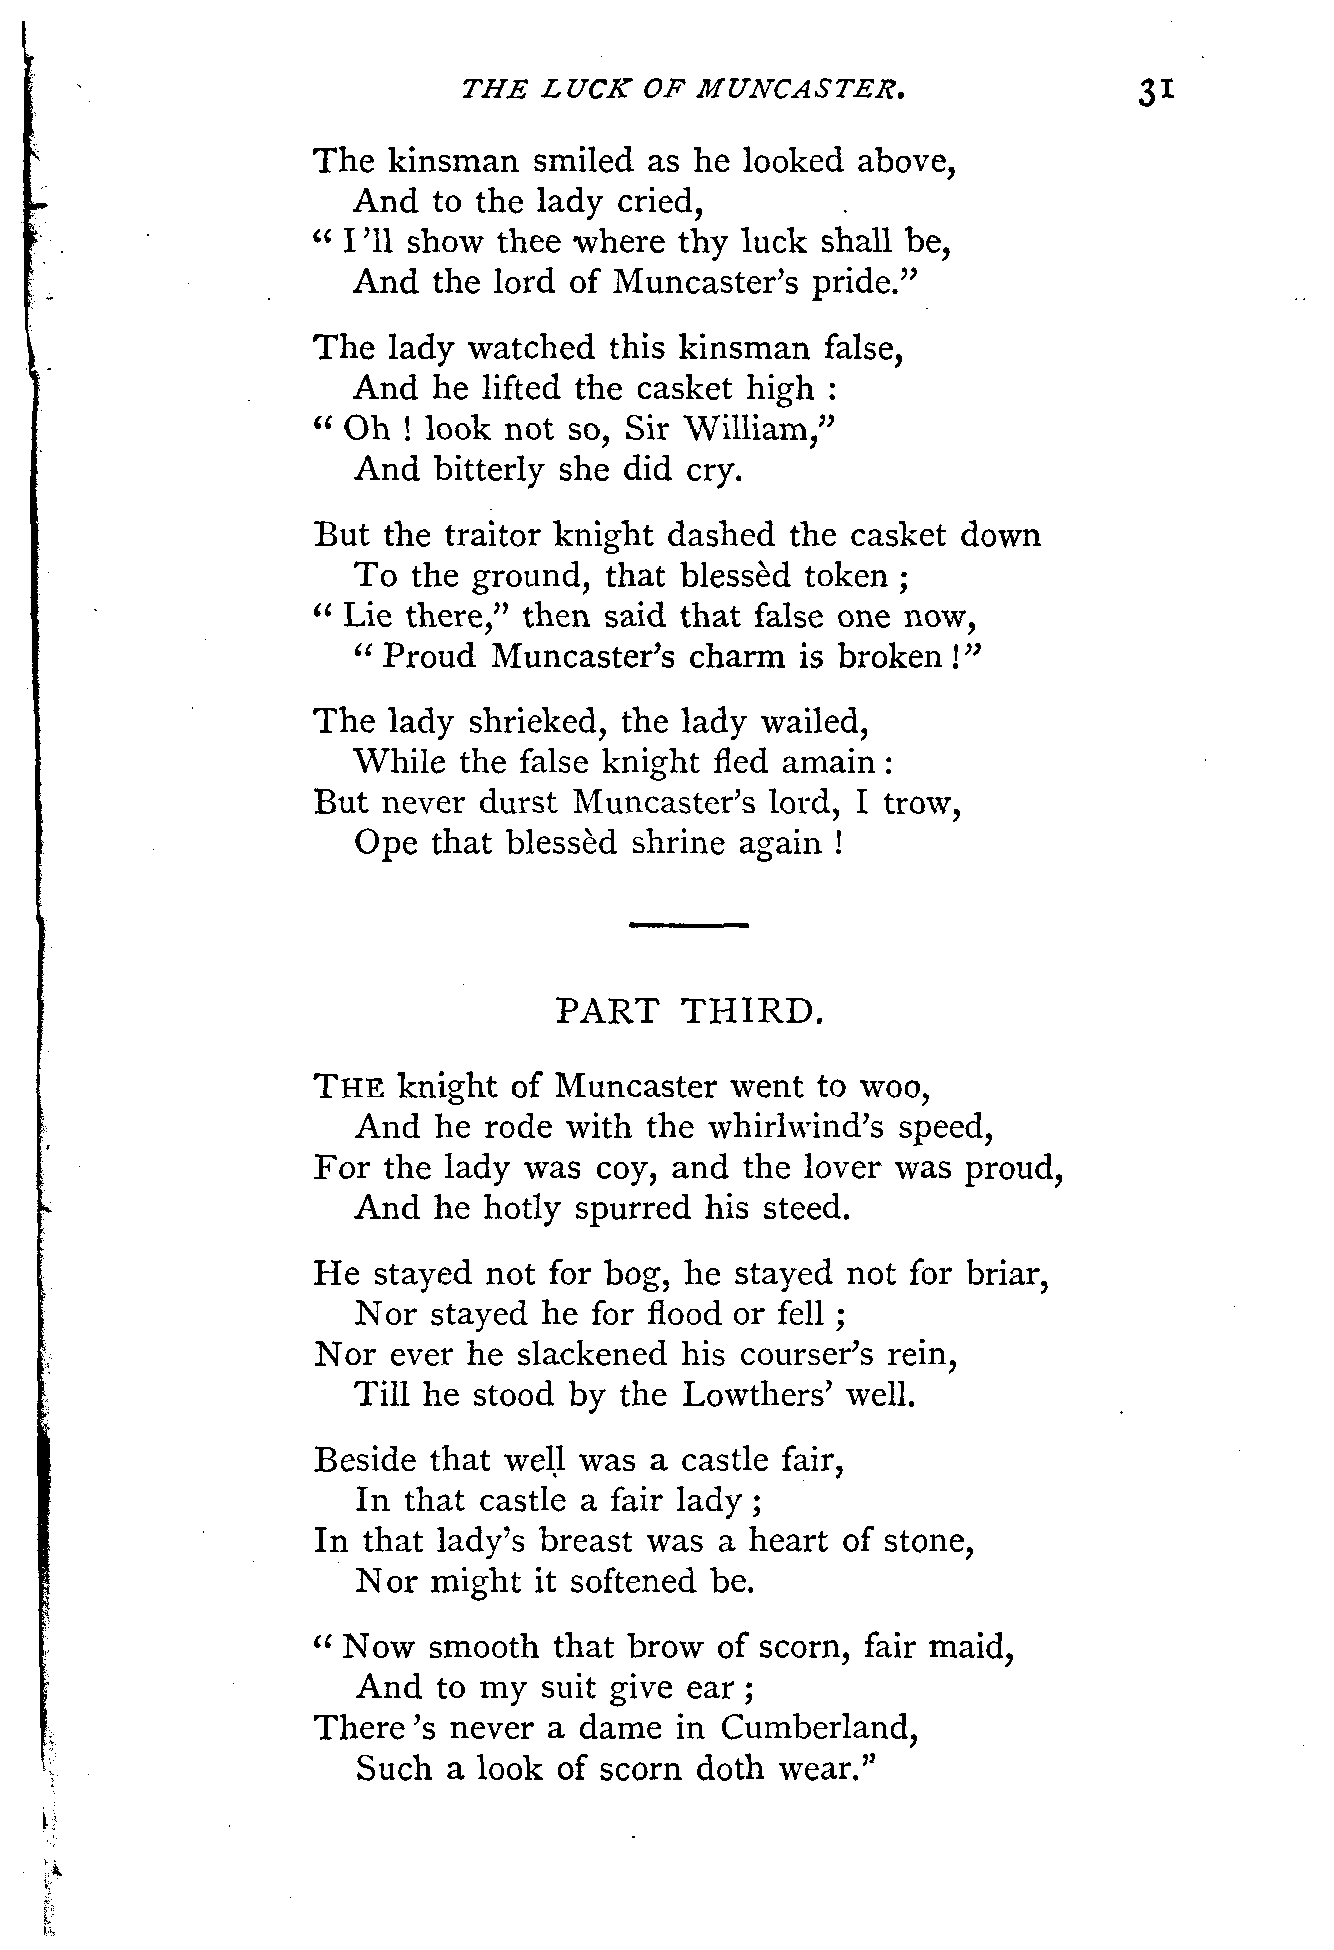 THE LUCK OF MUNCASTER. 31
The kinsman smiled as he looked above,
And to the lady cried,
“ I 'll show thee where thy luck shall be,
And the lord of Muncaster’s pride.”
The lady watched this kinsman false,
And he lifted the casket high :
“ Oh ! look not so, Sir William,”
And bitterly she did cry.
But the traitor knight dashed the casket down
To the ground, that blessèd token ;
“ Lie there,” then said that false one now,
“ Proud Muncaster’s charm is broken !”
The lady shrieked, the lady wailed,
While the false knight fled amain :
But never durst Muncaster’s lord, I trow,
Ope that blessèd shrine again !
PART THIRD.
THE knight of Muncaster went to woo,
And he rode with the whirlwind’s speed,
For the lady was coy, and the lover was proud,
And he hotly spurred his steed.
He stayed not for bog, he stayed not for briar,
Nor stayed he for flood or fell ;
Nor ever he slackened his courser’s rein,
Till he stood by the Lowthers’ well.
Beside that well was a castle fair,
In that castle a fair lady ;
In that lady’s breast was a heart of stone,
Nor might it softened be.
“ Now smooth that brow of scorn, fair maid,
And to my suit give ear ;
There 's never a dame in Cumberland,
Such a look of scorn doth wear.”